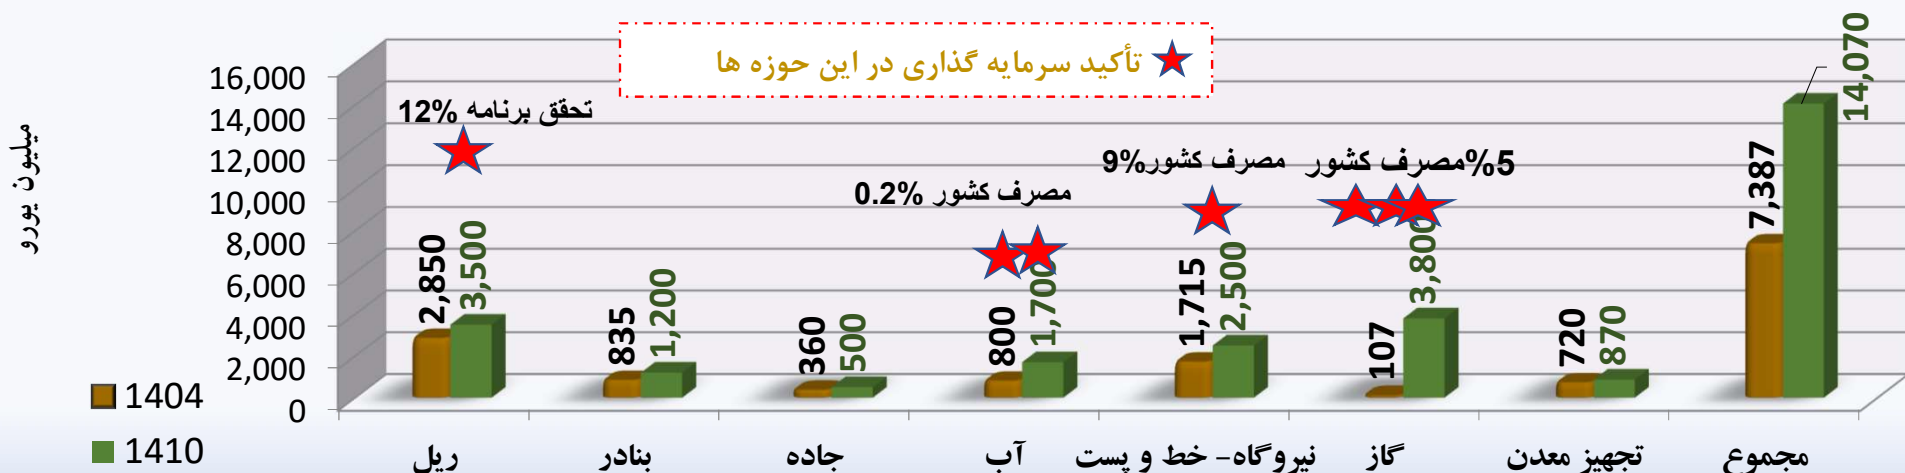 تأکید سرمایه گذاری در این حوزه ها
میلیون یورو
16,000
14,000
12,000
10,000
8,000
6,000
4,000
2,000
0
تحقق برنامه 12%
مصرف کشور 0.2%
مصرف کشور 9%
5% مصرف کشور
2,850
3,500
835
1,200
360
500
800
1,700
1,715
2,500
107
3,800
720
870
7,387
14,070
ریل
بنادر
جاده
آب
نیروگاه- خط و پست
گاز
تجهیز معدن
مجموع
1404
1410